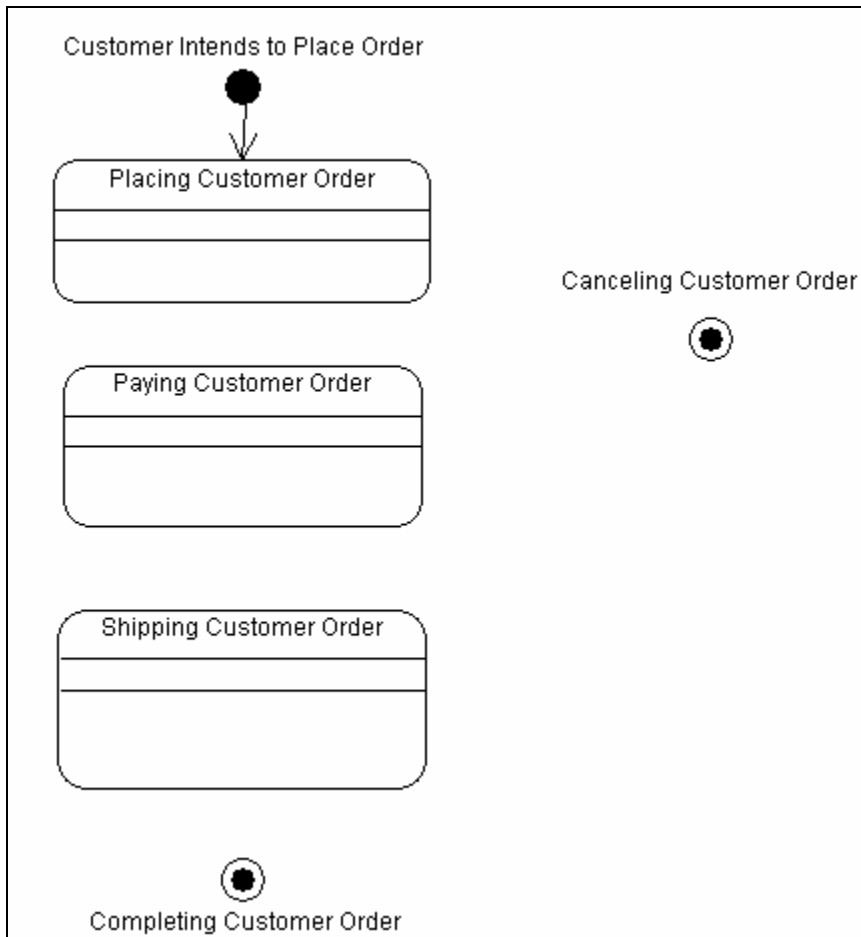 Customer Intends to Place Order
Placing Customer Order
Canceling Customer Order
Paying Customer Order
Shipping Customer Order
Completing Customer Order